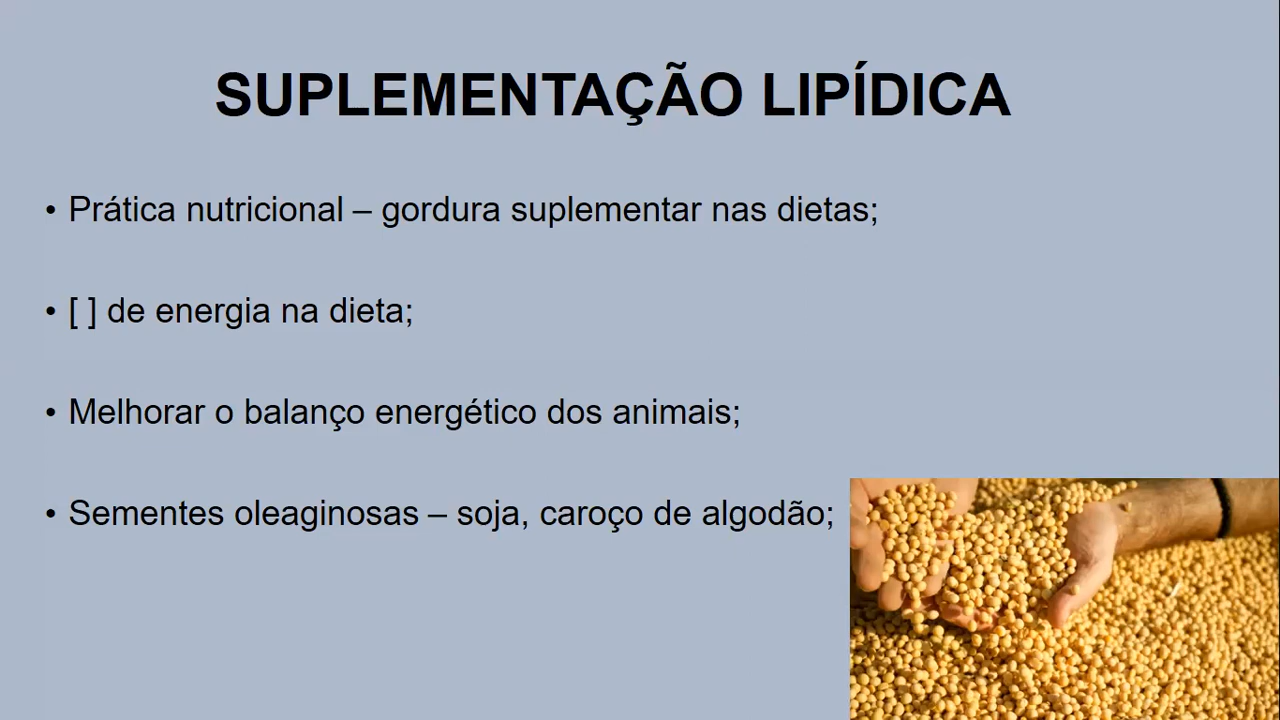 SUPLEMENTAÇÃO LIPÍDICA
• Prática nutricional – gordura suplementar nas dietas;
• [ ] de energia na dieta;
• Melhorar o balanço energético dos animais;
• Sementes oleaginosas – soja, caroço de algodão;